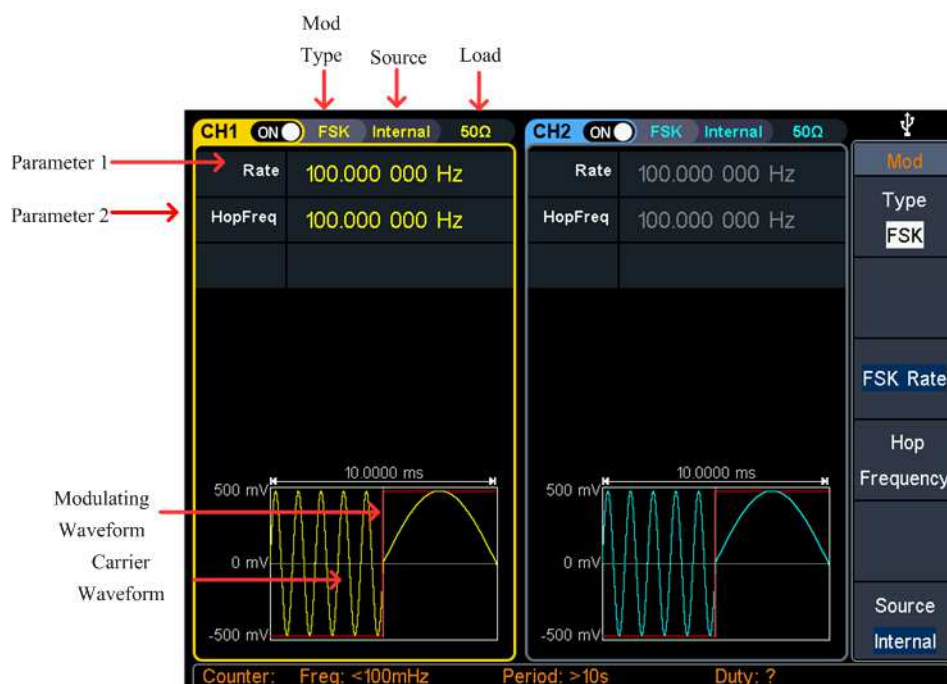 Mod
Type
Source
Load
CH1 ON FSK Internal 50Ω
CH2 ON FSK Internal 50Ω
Parameter 1
Rate 100.000 000 Hz
Rate 100.000 000 Hz
Parameter 2
HopFreq 100.000 000 Hz
HopFreq 100.000 000 Hz
Mod
Type
FSK
FSK Rate
Hop
Frequency
Source
Internal
Modulating
Waveform
Carrier
Waveform
10.0000 ms
500 mV
0 mV
-500 mV
10.0000 ms
500 mV
0 mV
-500 mV
Counter: Freq: <100mHz Period: >10s Duty: ?